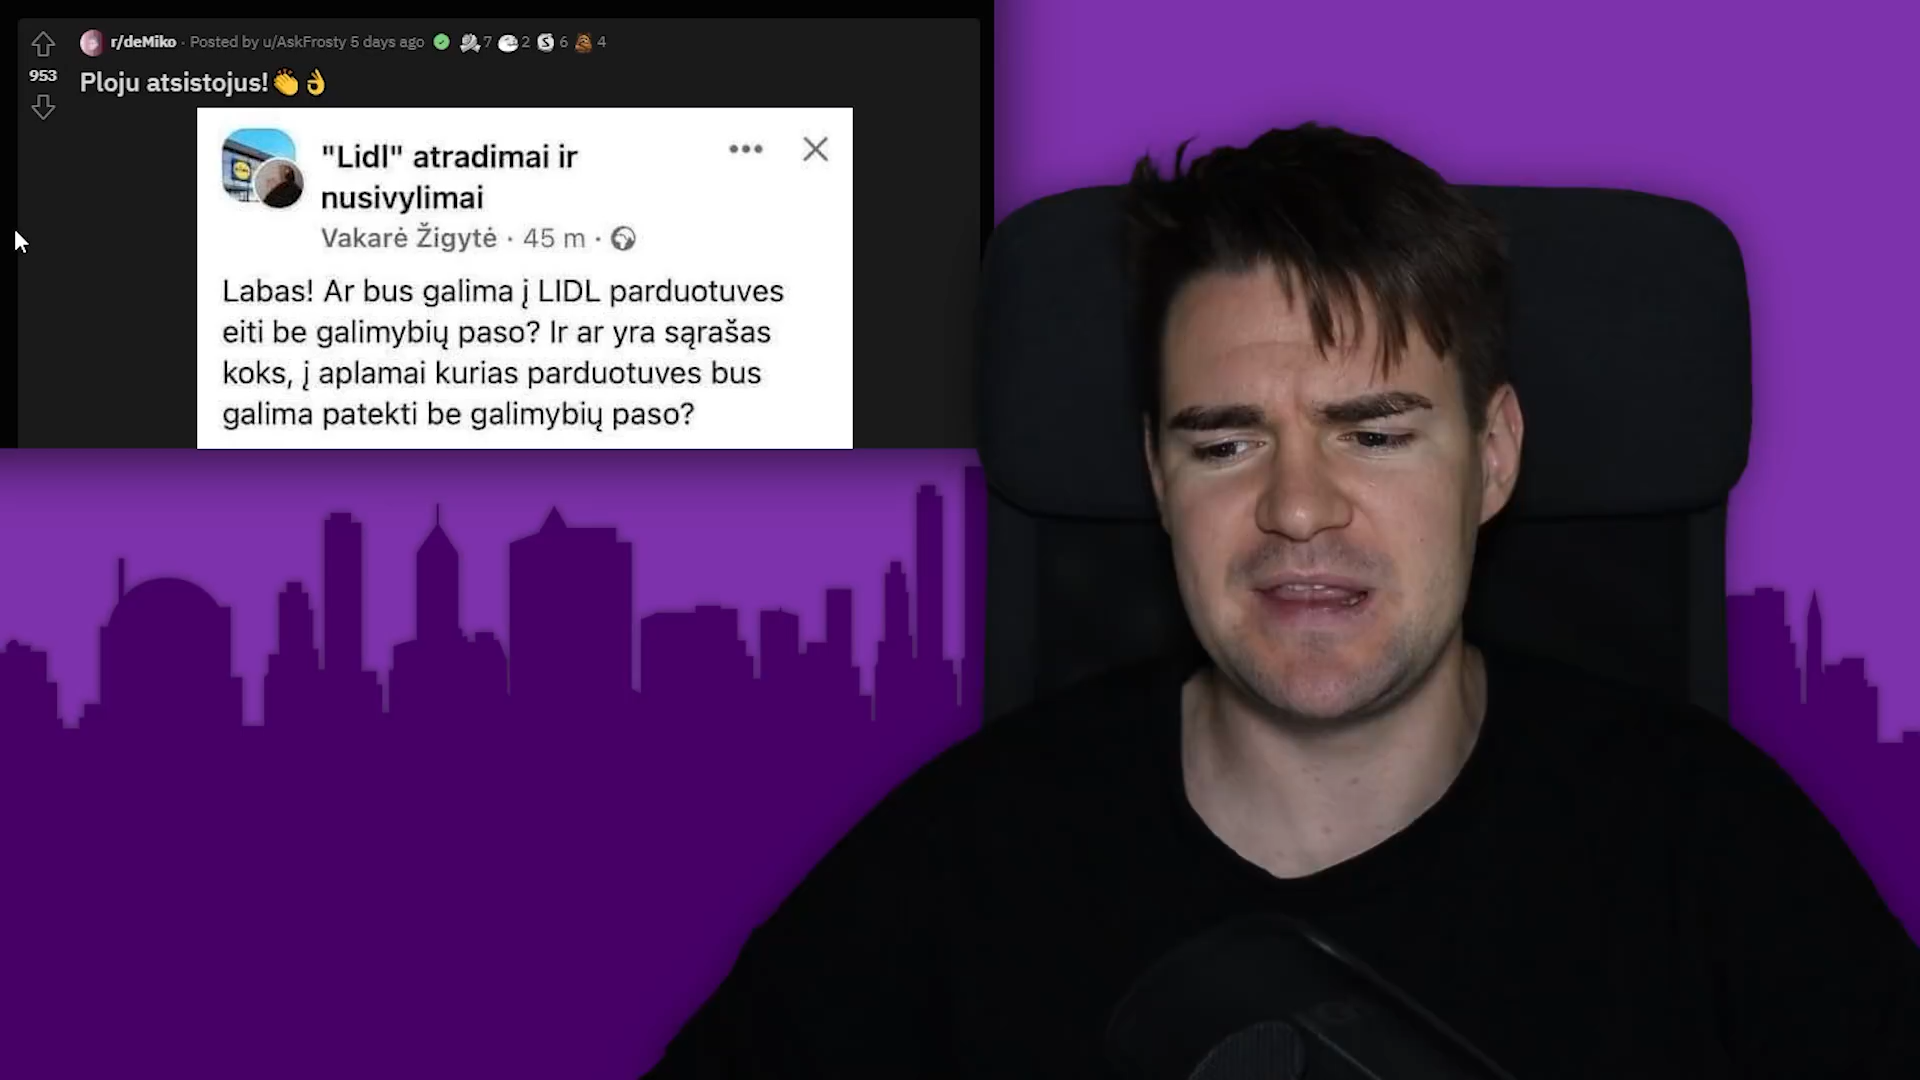 r/deMiko · Posted by u/AskFrosty 5 days ago 7 2 6 4
953
Ploju atsistojus!👏👌
"Lidl" atradimai ir
nusivylimai
Vakarė Žigytė · 45 m ·
Labas! Ar bus galima į LIDL parduotuves
eiti be galimybių paso? Ir ar yra sąrašas
koks, į aplamai kurias parduotuves bus
galima patekti be galimybių paso?